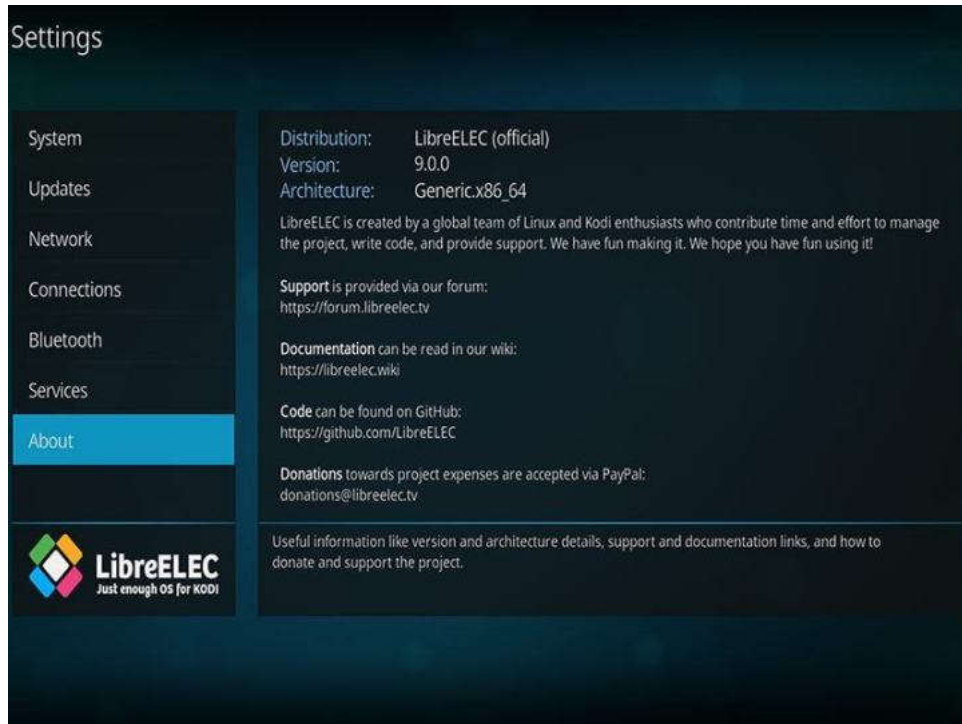 Settings
System
Updates
Network
Connections
Bluetooth
Services
About
Distribution: LibreELEC (official)
Version: 9.0.0
Architecture: Generic.x86_64
LibreELEC is created by a global team of Linux and Kodi enthusiasts who contribute time and effort to manage
the project, write code, and provide support. We have fun making it. We hope you have fun using it!
Support is provided via our forum:
https://forum.libreelec.tv
Documentation can be read in our wiki:
https://libreelec.wiki
Code can be found on GitHub:
https://github.com/LibreELEC
Donations towards project expenses are accepted via PayPal:
donations@libreelec.tv
Useful information like version and architecture details, support and documentation links, and how to
donate and support the project.
LibreELEC
Just enough OS for KODI